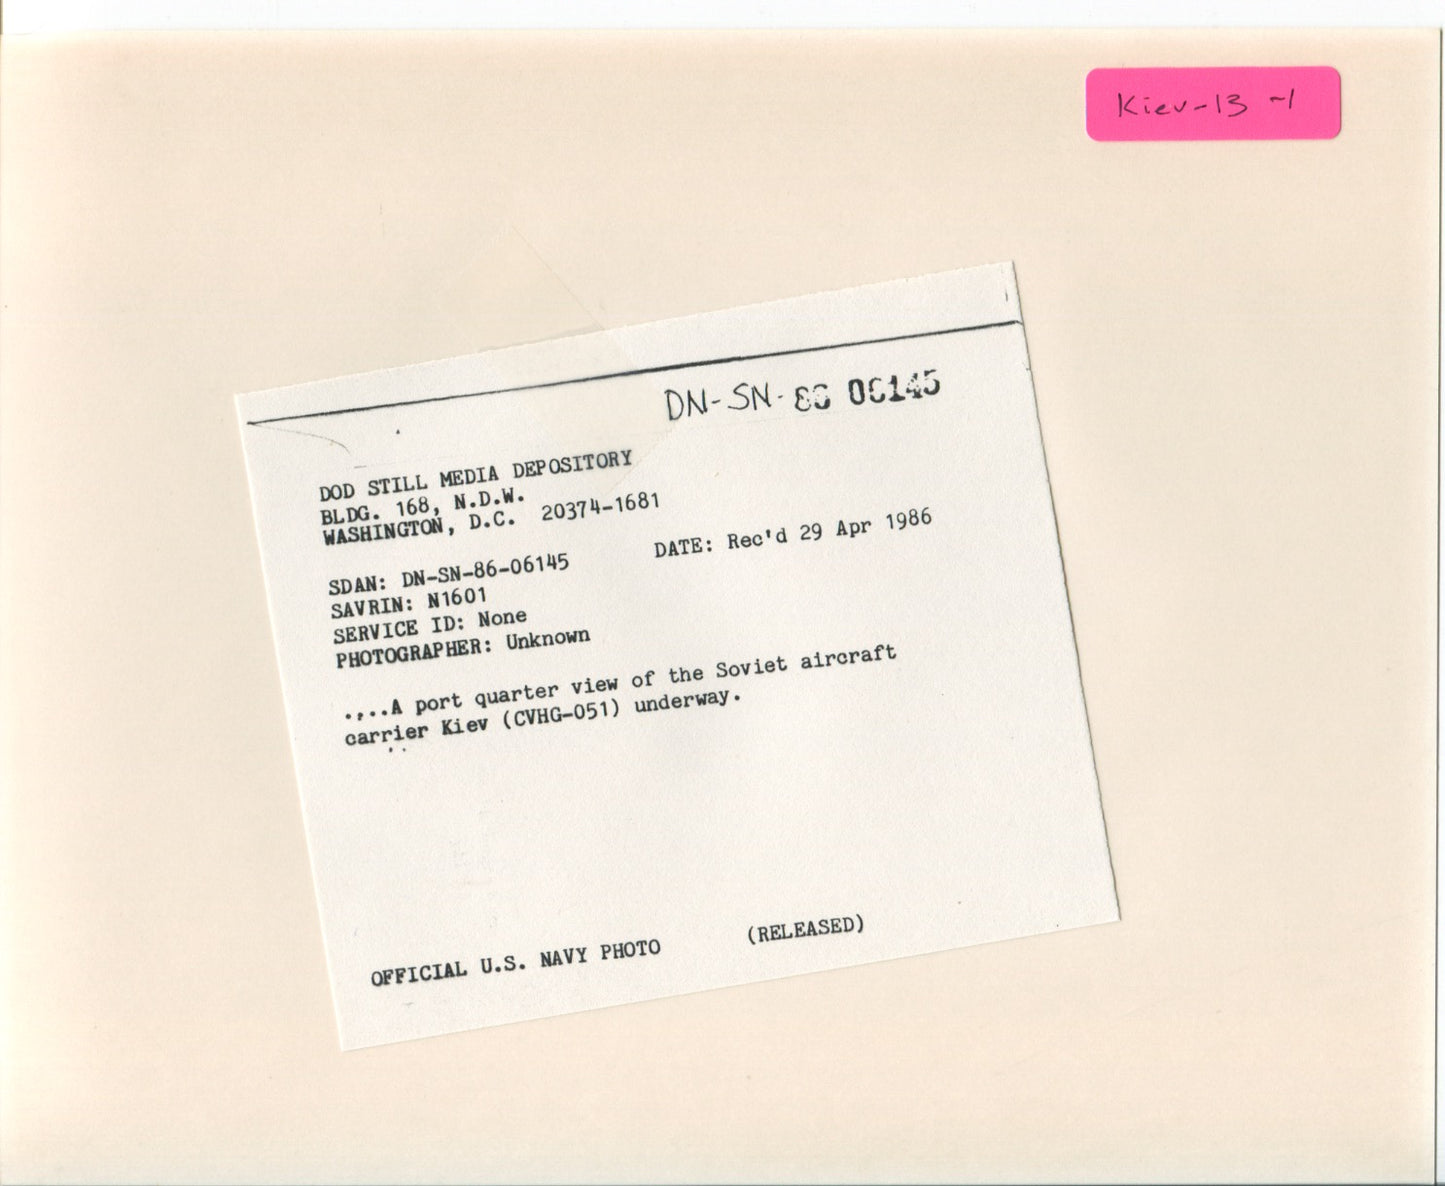 Kiev-13 -1
DN-SN-86 06145
DOD STILL MEDIA DEPOSITORY
BLDG. 168, N.D.W.
WASHINGTON, D.C. 20374-1681
SDAN: DN-SN-86-06145 DATE: Rec'd 29 Apr 1986
SAVRIN: N1601
SERVICE ID: None
PHOTOGRAPHER: Unknown
.,..A port quarter view of the Soviet aircraft
carrier Kiev (CVHG-051) underway.
OFFICIAL U.S. NAVY PHOTO (RELEASED)